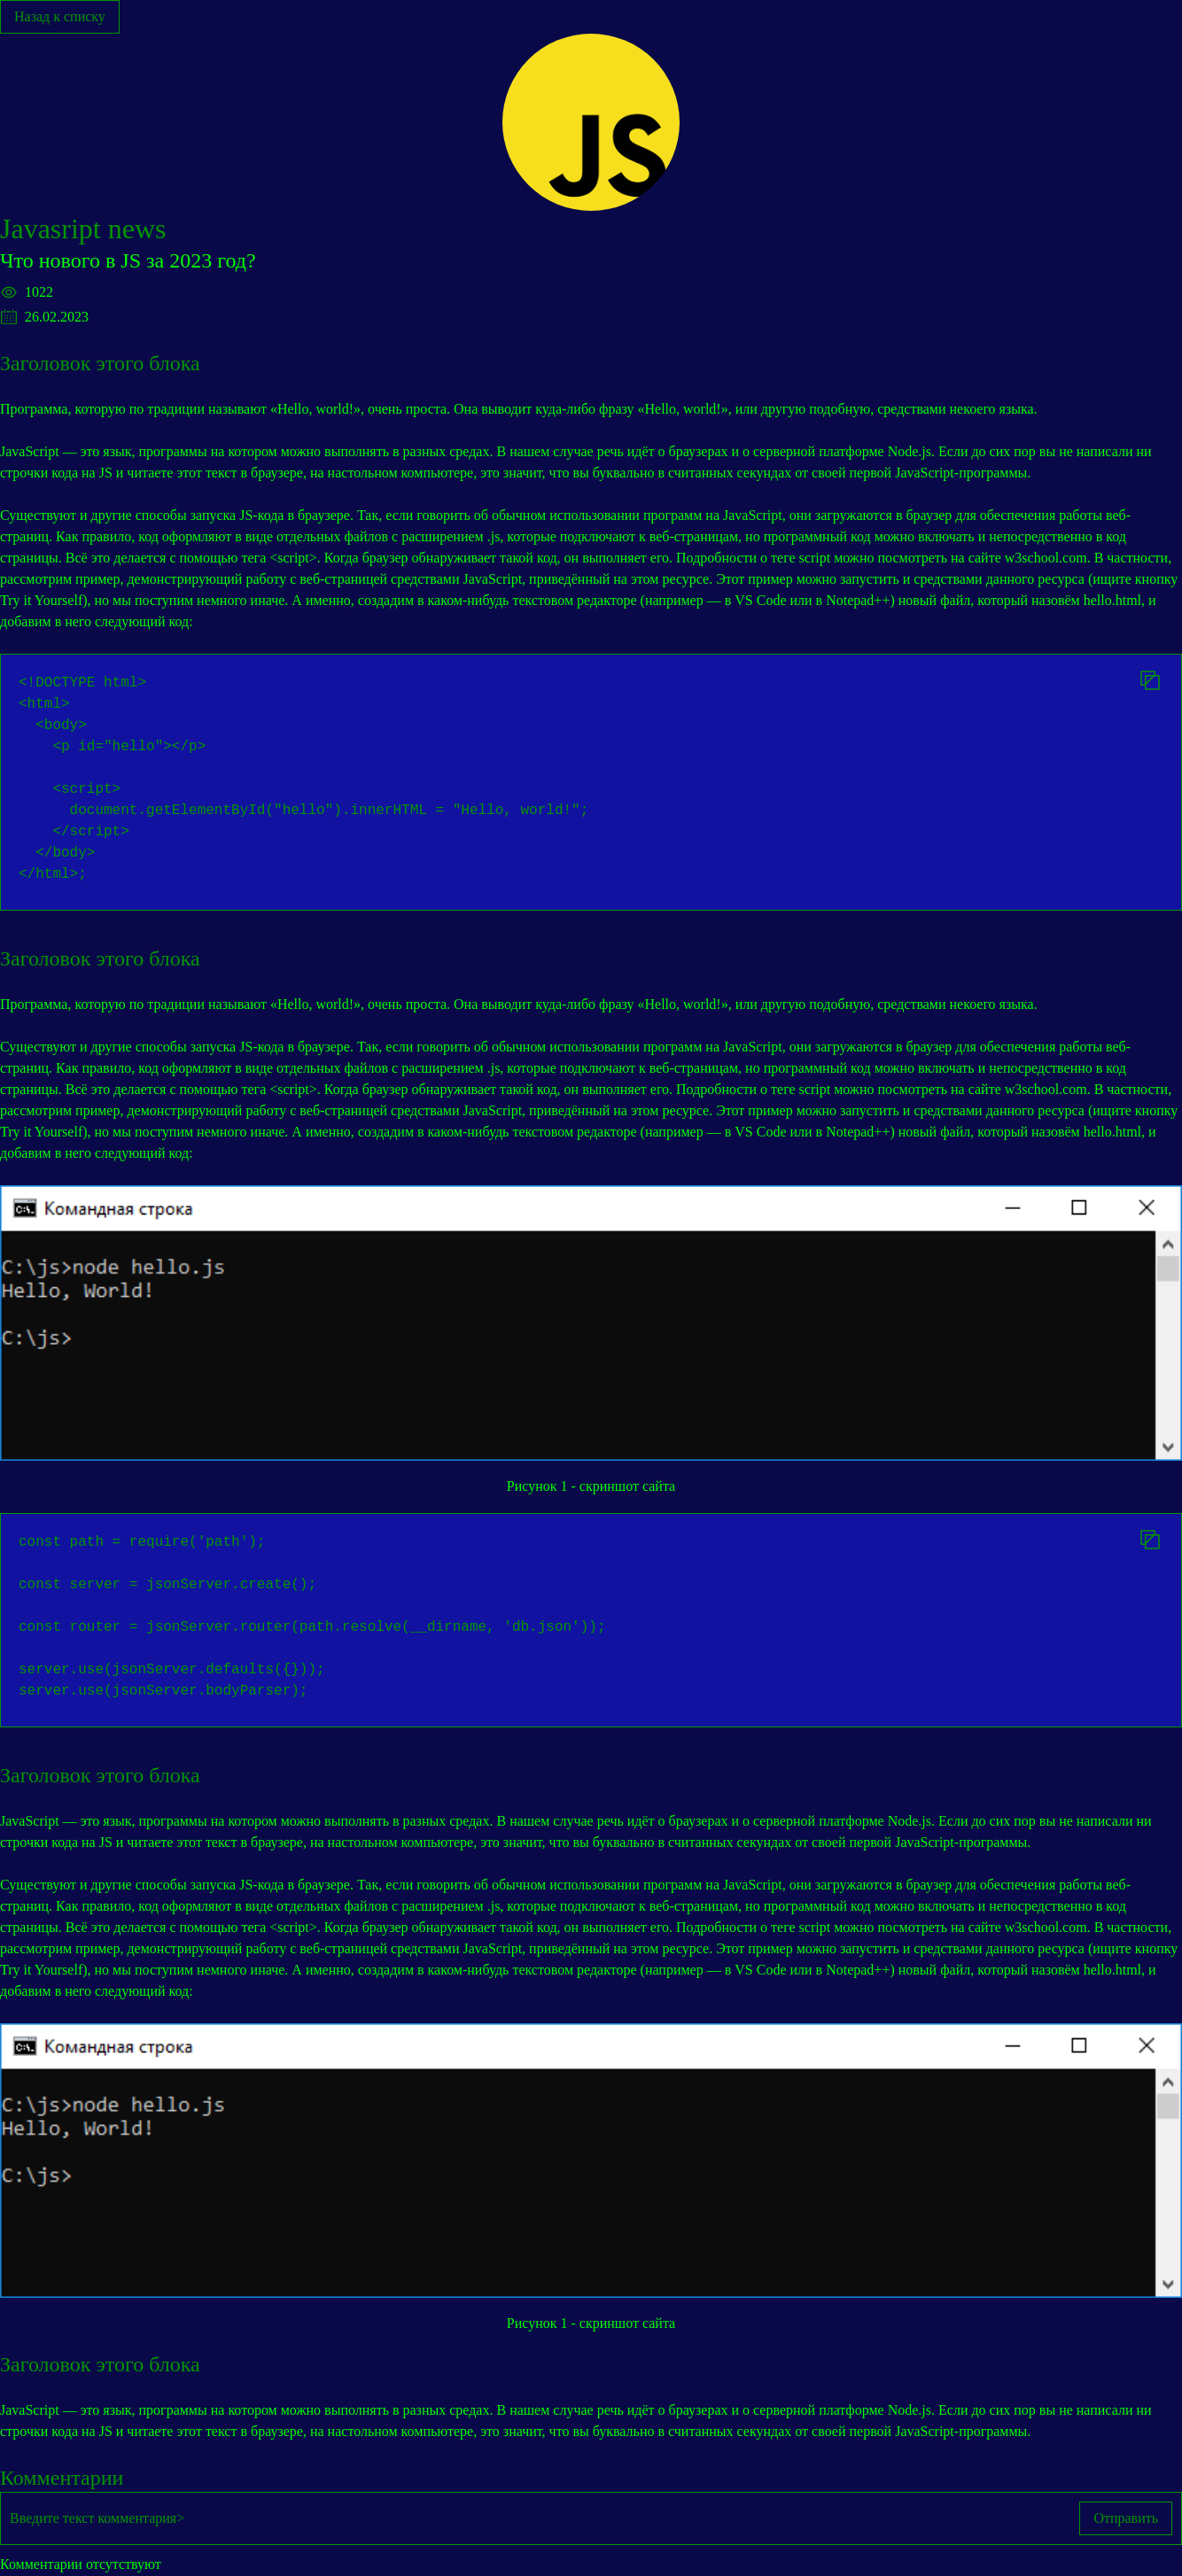 Назад к списку
JS
Javasript news
Что нового в JS за 2023 год?
1022
26.02.2023
Заголовок этого блока
Программа, которую по традиции называют «Hello, world!», очень проста. Она выводит куда-либо фразу «Hello, world!», или другую подобную, средствами некоего языка.
JavaScript — это язык, программы на котором можно выполнять в разных средах. В нашем случае речь идёт о браузерах и о серверной платформе Node.js. Если до сих пор вы не написали ни
строчки кода на JS и читаете этот текст в браузере, на настольном компьютере, это значит, что вы буквально в считанных секундах от своей первой JavaScript-программы.
Существуют и другие способы запуска JS-кода в браузере. Так, если говорить об обычном использовании программ на JavaScript, они загружаются в браузер для обеспечения работы веб-
страниц. Как правило, код оформляют в виде отдельных файлов с расширением .js, которые подключают к веб-страницам, но программный код можно включать и непосредственно в код
страницы. Всё это делается с помощью тега <script>. Когда браузер обнаруживает такой код, он выполняет его. Подробности о теге script можно посмотреть на сайте w3school.com. В частности,
рассмотрим пример, демонстрирующий работу с веб-страницей средствами JavaScript, приведённый на этом ресурсе. Этот пример можно запустить и средствами данного ресурса (ищите кнопку
Try it Yourself), но мы поступим немного иначе. А именно, создадим в каком-нибудь текстовом редакторе (например — в VS Code или в Notepad++) новый файл, который назовём hello.html, и
добавим в него следующий код:
<!DOCTYPE html>
<html>
  <body>
    <p id="hello"></p>
    <script>
      document.getElementById("hello").innerHTML = "Hello, world!";
    </script>
  </body>
</html>;
Заголовок этого блока
Программа, которую по традиции называют «Hello, world!», очень проста. Она выводит куда-либо фразу «Hello, world!», или другую подобную, средствами некоего языка.
Существуют и другие способы запуска JS-кода в браузере. Так, если говорить об обычном использовании программ на JavaScript, они загружаются в браузер для обеспечения работы веб-
страниц. Как правило, код оформляют в виде отдельных файлов с расширением .js, которые подключают к веб-страницам, но программный код можно включать и непосредственно в код
страницы. Всё это делается с помощью тега <script>. Когда браузер обнаруживает такой код, он выполняет его. Подробности о теге script можно посмотреть на сайте w3school.com. В частности,
рассмотрим пример, демонстрирующий работу с веб-страницей средствами JavaScript, приведённый на этом ресурсе. Этот пример можно запустить и средствами данного ресурса (ищите кнопку
Try it Yourself), но мы поступим немного иначе. А именно, создадим в каком-нибудь текстовом редакторе (например — в VS Code или в Notepad++) новый файл, который назовём hello.html, и
добавим в него следующий код:
Командная строка
C:\js>node hello.js
Hello, World!
C:\js>
Рисунок 1 - скриншот сайта
const path = require('path');
const server = jsonServer.create();
const router = jsonServer.router(path.resolve(__dirname, 'db.json'));
server.use(jsonServer.defaults({}));
server.use(jsonServer.bodyParser);
Заголовок этого блока
JavaScript — это язык, программы на котором можно выполнять в разных средах. В нашем случае речь идёт о браузерах и о серверной платформе Node.js. Если до сих пор вы не написали ни
строчки кода на JS и читаете этот текст в браузере, на настольном компьютере, это значит, что вы буквально в считанных секундах от своей первой JavaScript-программы.
Существуют и другие способы запуска JS-кода в браузере. Так, если говорить об обычном использовании программ на JavaScript, они загружаются в браузер для обеспечения работы веб-
страниц. Как правило, код оформляют в виде отдельных файлов с расширением .js, которые подключают к веб-страницам, но программный код можно включать и непосредственно в код
страницы. Всё это делается с помощью тега <script>. Когда браузер обнаруживает такой код, он выполняет его. Подробности о теге script можно посмотреть на сайте w3school.com. В частности,
рассмотрим пример, демонстрирующий работу с веб-страницей средствами JavaScript, приведённый на этом ресурсе. Этот пример можно запустить и средствами данного ресурса (ищите кнопку
Try it Yourself), но мы поступим немного иначе. А именно, создадим в каком-нибудь текстовом редакторе (например — в VS Code или в Notepad++) новый файл, который назовём hello.html, и
добавим в него следующий код:
Командная строка
C:\js>node hello.js
Hello, World!
C:\js>
Рисунок 1 - скриншот сайта
Заголовок этого блока
JavaScript — это язык, программы на котором можно выполнять в разных средах. В нашем случае речь идёт о браузерах и о серверной платформе Node.js. Если до сих пор вы не написали ни
строчки кода на JS и читаете этот текст в браузере, на настольном компьютере, это значит, что вы буквально в считанных секундах от своей первой JavaScript-программы.
Комментарии
Введите текст комментария>
Отправить
Комментарии отсутствуют